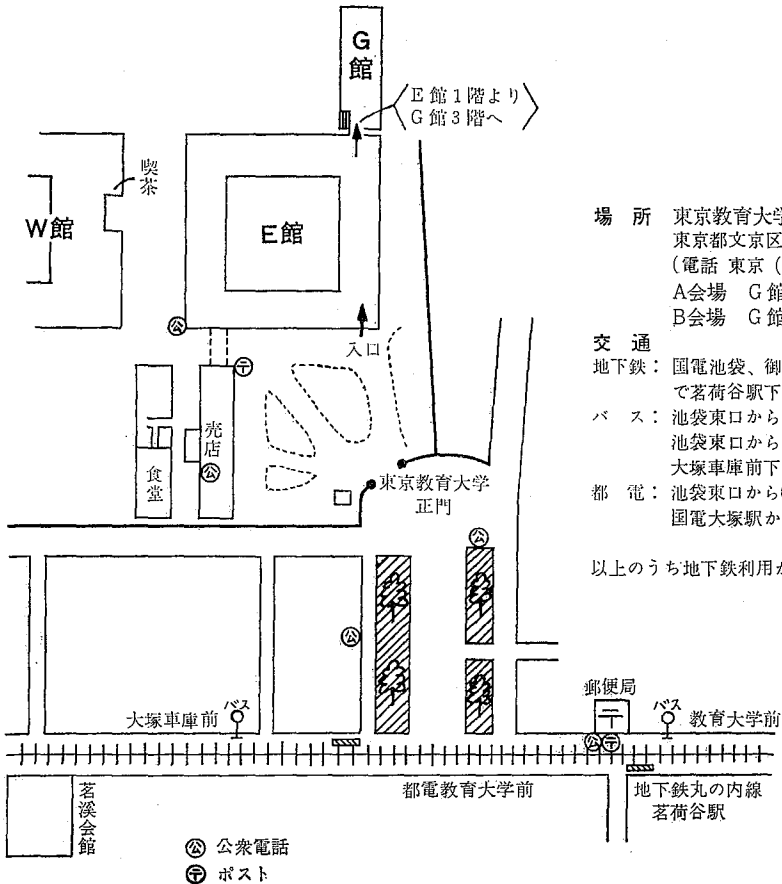 G館
E館1階より
G館3階へ
喫茶
W館
E館
公
入口
〒
売店
公
食堂
東京教育大学
正門
公
公
場 所 東京教育大学
東京都文京区
(電話 東京 (
A会場 G館
B会場 G館
交 通
地下鉄: 国電池袋、御
で茗荷谷駅下
バ ス: 池袋東口から
池袋東口から
大塚車庫前下
都 電: 池袋東口から
国電大塚駅か
以上のうち地下鉄利用が
郵便局
〒
大塚車庫前
バス
バス
教育大学前
公 〒
茗溪会館
都電教育大学前
地下鉄丸の内線
茗荷谷駅
公 公衆電話
〒 ポスト